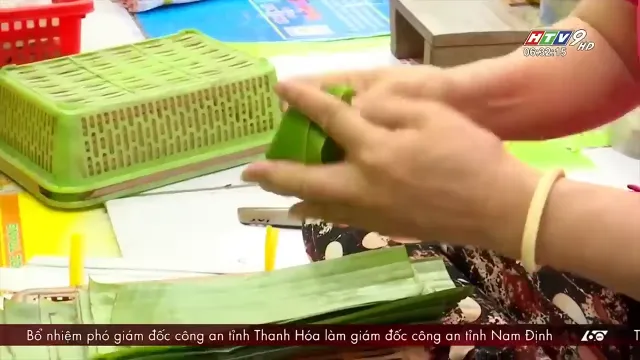 HTV9 HD
06:32:15
Bổ nhiệm phó giám đốc công an tỉnh Thanh Hóa làm giám đốc công an tỉnh Nam Định